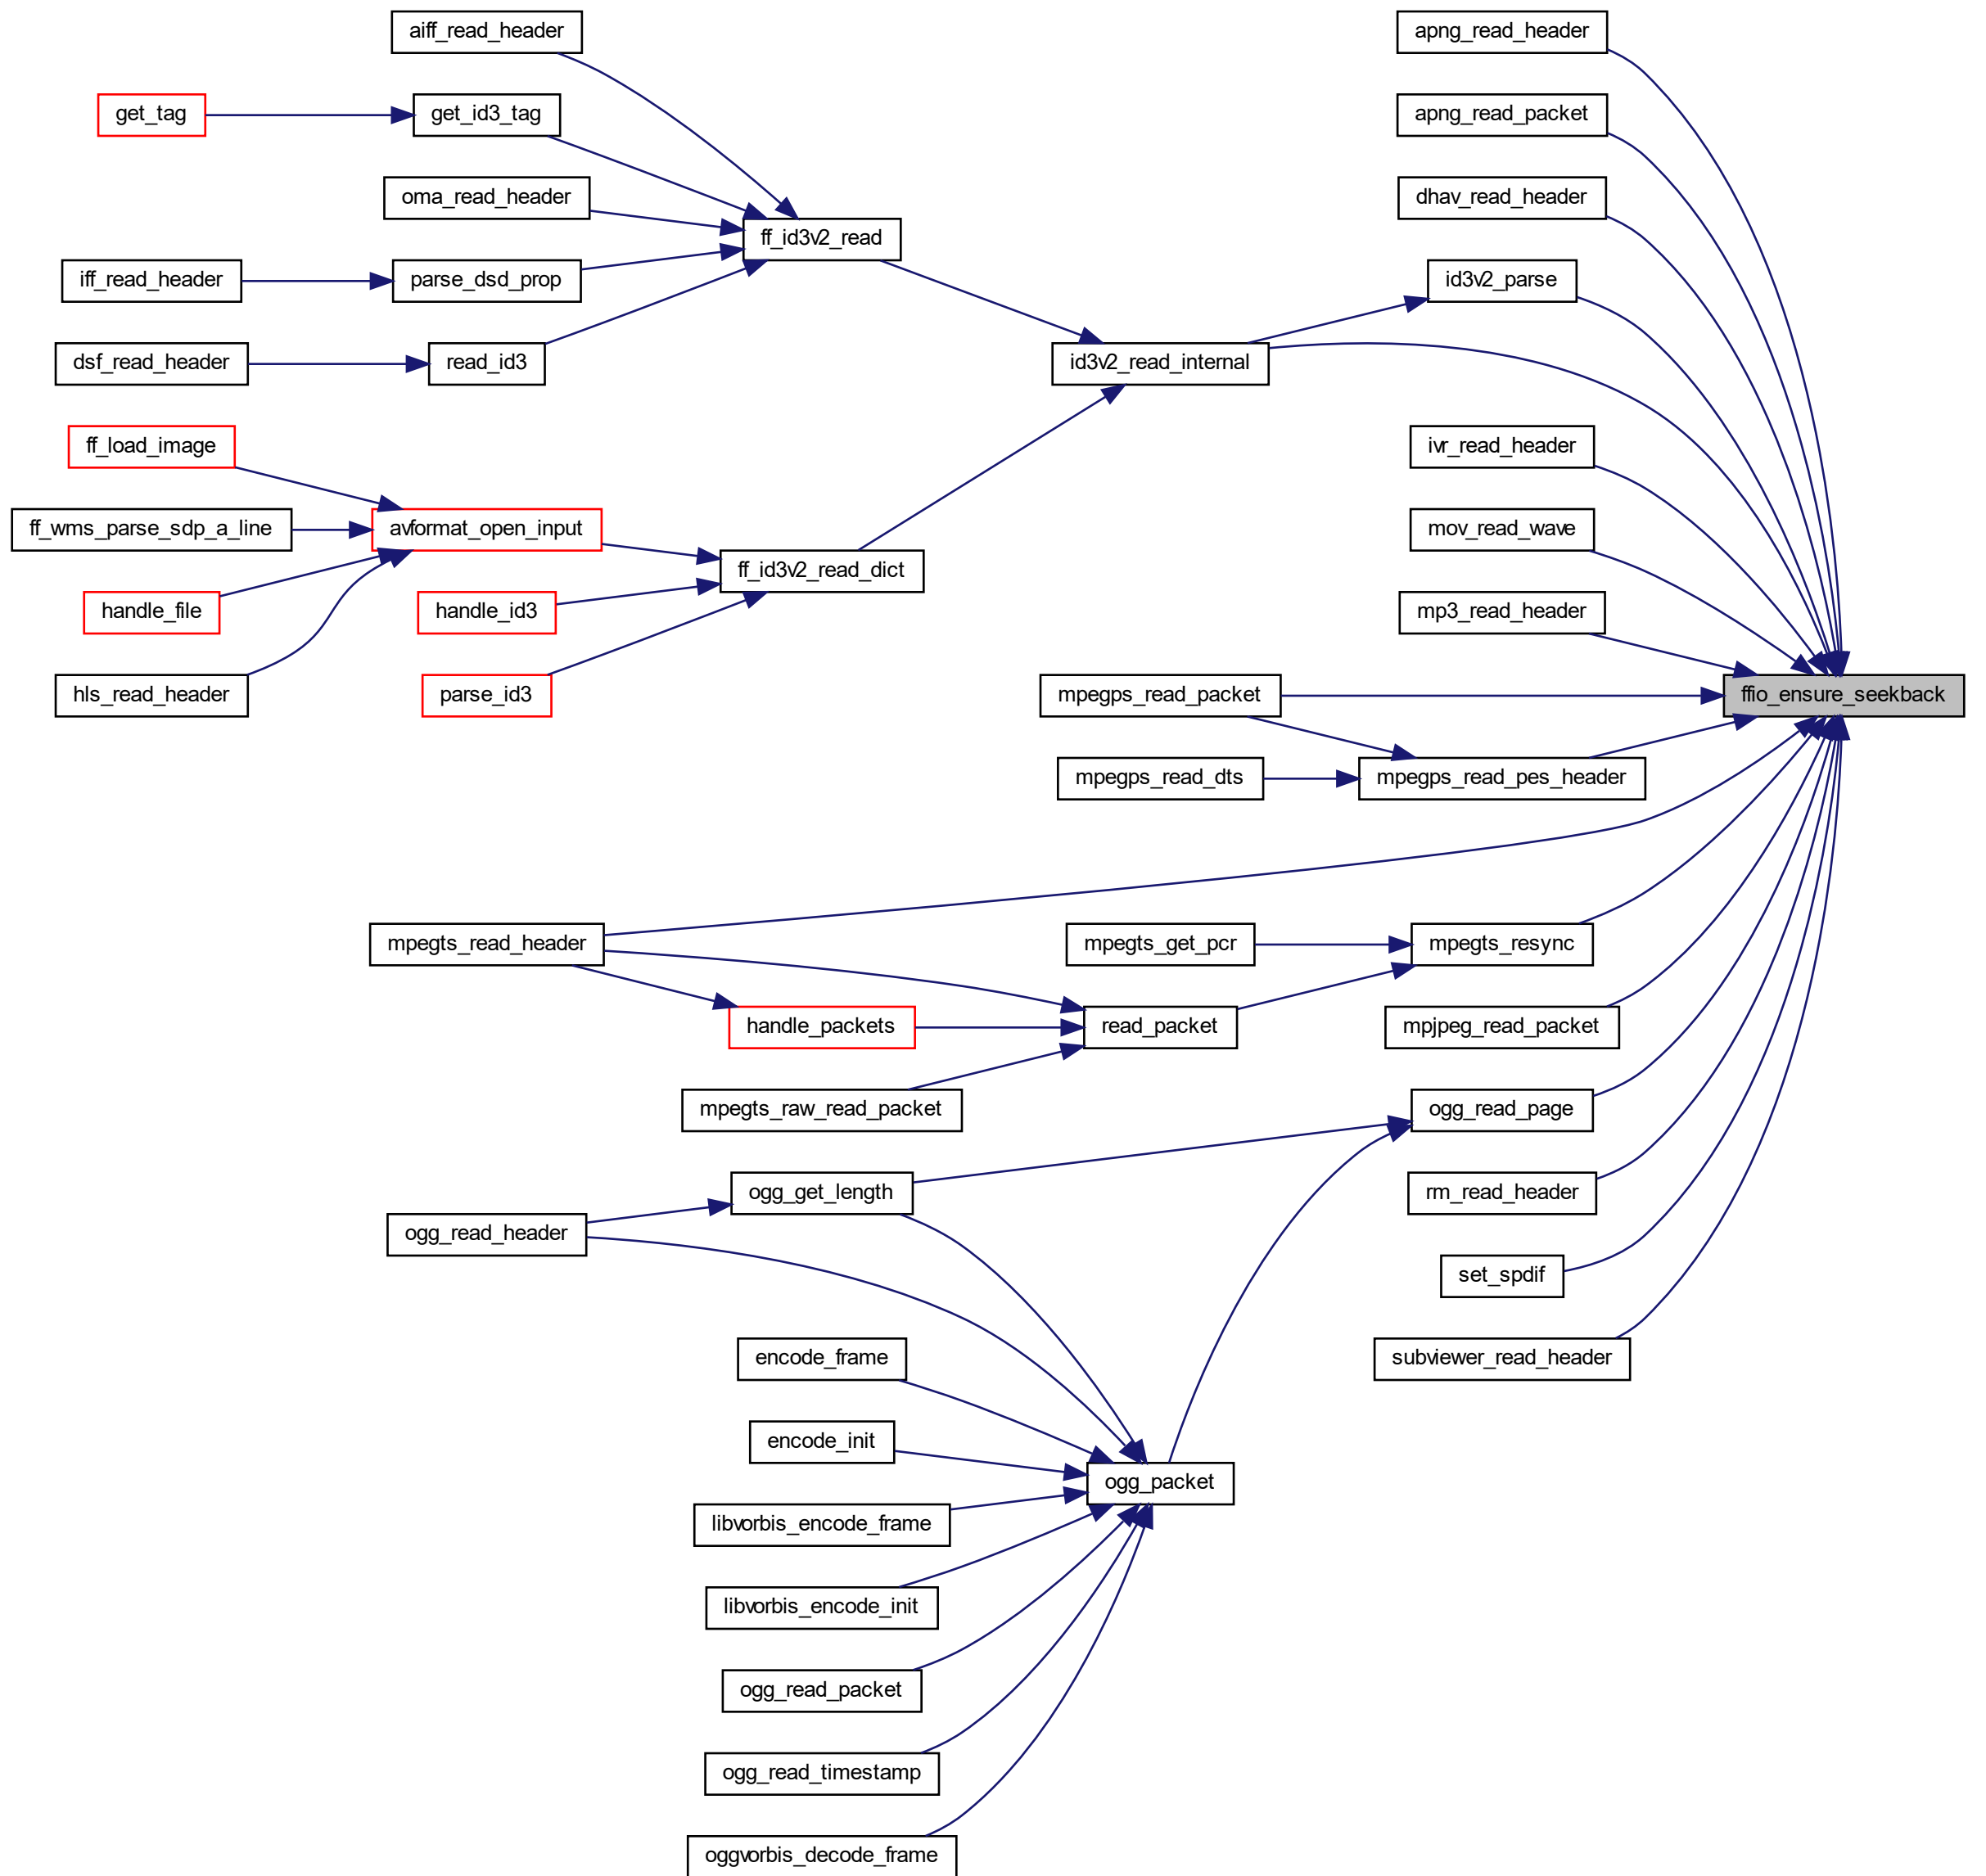 aiff_read_header
apng_read_header
get_tag
get_id3_tag
apng_read_packet
oma_read_header
dhav_read_header
ff_id3v2_read
iff_read_header
parse_dsd_prop
id3v2_parse
dsf_read_header
read_id3
id3v2_read_internal
ff_load_image
ivr_read_header
ff_wms_parse_sdp_a_line
avformat_open_input
mov_read_wave
ff_id3v2_read_dict
handle_file
handle_id3
mp3_read_header
hls_read_header
parse_id3
mpegps_read_packet
ffio_ensure_seekback
mpegps_read_dts
mpegps_read_pes_header
mpegts_read_header
mpegts_get_pcr
mpegts_resync
handle_packets
read_packet
mpjpeg_read_packet
mpegts_raw_read_packet
ogg_read_page
ogg_get_length
rm_read_header
ogg_read_header
set_spdif
encode_frame
subviewer_read_header
encode_init
ogg_packet
libvorbis_encode_frame
libvorbis_encode_init
ogg_read_packet
ogg_read_timestamp
oggvorbis_decode_frame